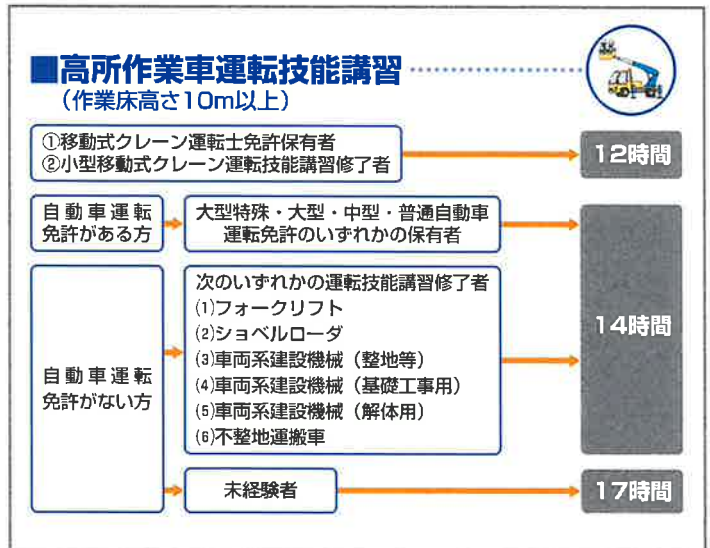 ■高所作業車運転技能講習
（作業床高さ10m以上）
①移動式クレーン運転士免許保有者
②小型移動式クレーン運転技能講習修了者
12時間
自動車運転
免許がある方
大型特殊・大型・中型・普通自動車
運転免許のいずれかの保有者
14時間
自動車運転
免許がない方
次のいずれかの運転技能講習修了者
⑴フォークリフト
⑵ショベルローダ
⑶車両系建設機械（整地等）
⑷車両系建設機械（基礎工事用）
⑸車両系建設機械（解体用）
⑹不整地運搬車
未経験者
17時間